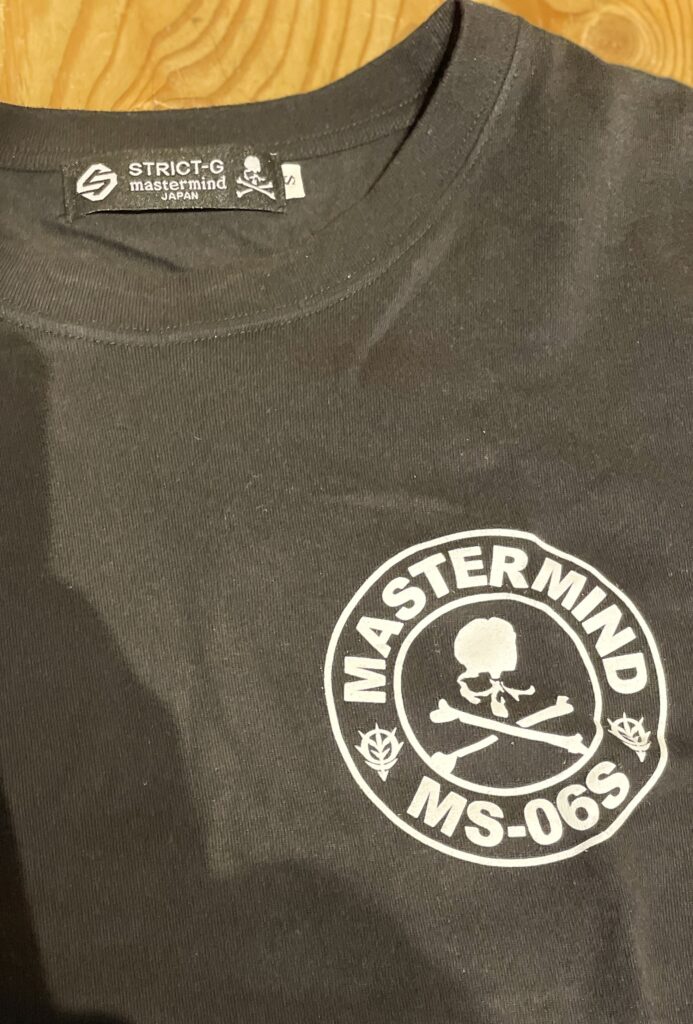 STRICT-G
mastermind
JAPAN
S
MASTERMIND
MS-06S